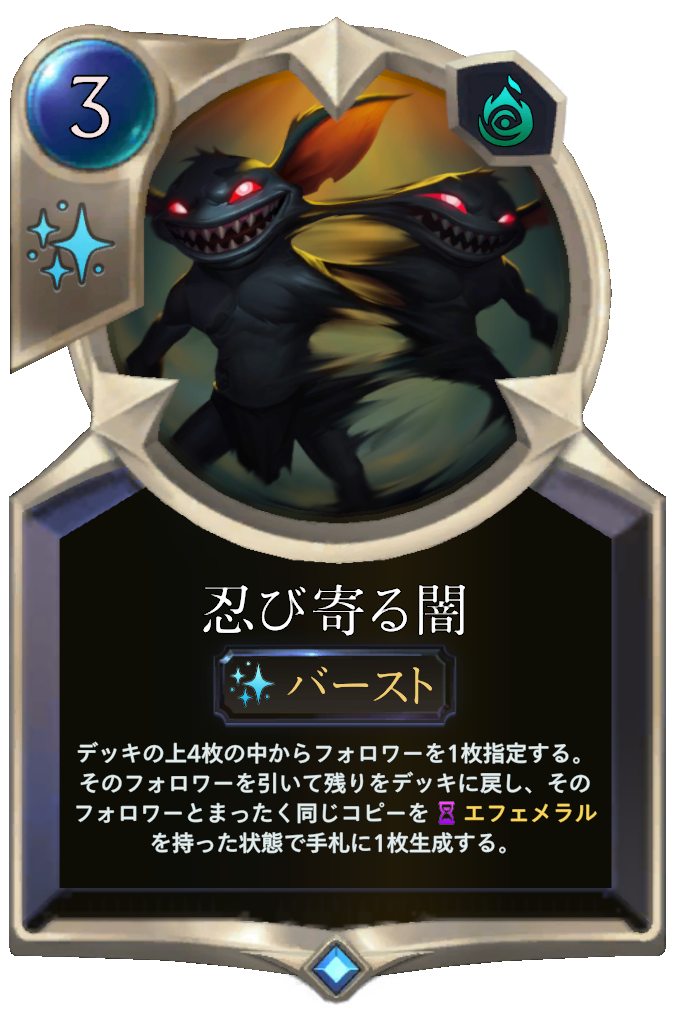 3
忍び寄る闇
バースト
デッキの上4枚の中からフォロワーを1枚指定する。
そのフォロワーを引いて残りをデッキに戻し、その
フォロワーとまったく同じコピーを エフェメラル
を持った状態で手札に1枚生成する。